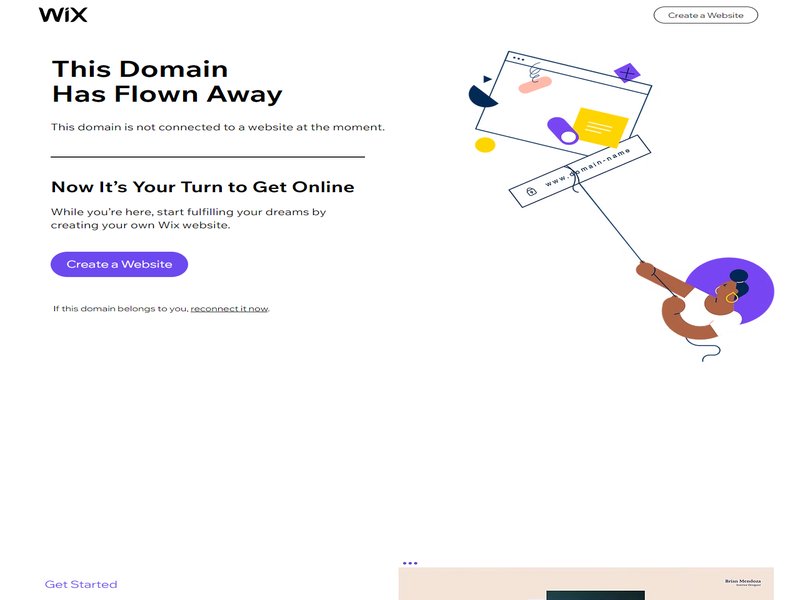 WiX
Create a Website
This Domain
Has Flown Away
This domain is not connected to a website at the moment.
Now It's Your Turn to Get Online
While you're here, start fulfilling your dreams by
creating your own Wix website.
Create a Website
If this domain belongs to you, reconnect it now.
www.domain-name
Get Started
Brian Mendoza
Interior Designer